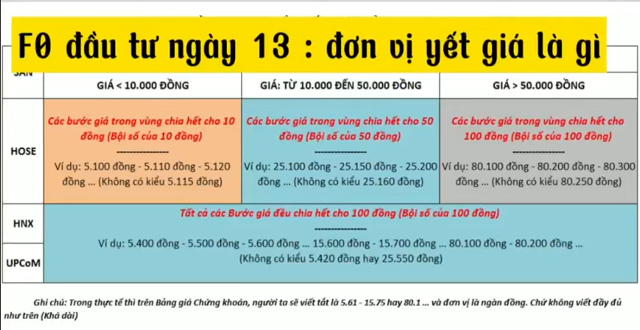 F0 đầu tư ngày 13 : đơn vị yết giá là gì
SÀN
GIÁ < 10.000 ĐỒNG
GIÁ: TỪ 10.000 ĐẾN 50.000 ĐỒNG
GIÁ > 50.000 ĐỒNG
HOSE
Các bước giá trong vùng chia hết cho 10
đồng (Bội số của 10 đồng)
----------------
Ví dụ: 5.100 đồng - 5.110 đồng - 5.120
đồng ... (Không có kiểu 5.115 đồng)
Các bước giá trong vùng chia hết cho 50
đồng (Bội số của 50 đồng)
----------------
Ví dụ: 25.100 đồng - 25.150 đồng - 25.200
đồng ... (Không có kiểu 25.160 đồng)
Các bước giá trong vùng chia hết cho
100 đồng (Bội số của 100 đồng)
----------------
Ví dụ: 80.100 đồng - 80.200 đồng - 80.300
đồng ... (Không có kiểu 80.250 đồng)
HNX
UPCoM
Tất cả các Bước giá đều chia hết cho 100 đồng (Bội số của 100 đồng)
----------------
Ví dụ: 5.400 đồng - 5.500 đồng - 5.600 đồng ... 15.600 đồng - 15.700 đồng ... 80.100 đồng - 80.200 đồng ...
(Không có kiểu 5.420 đồng hay 25.550 đồng)
Ghi chú: Trong thực tế thì trên Bảng giá Chứng khoán, người ta sẽ viết tắt là 5.61 - 15.75 hay 80.1 ... và đơn vị là ngàn đồng. Chứ không viết đầy đủ
như trên (Khá dài)